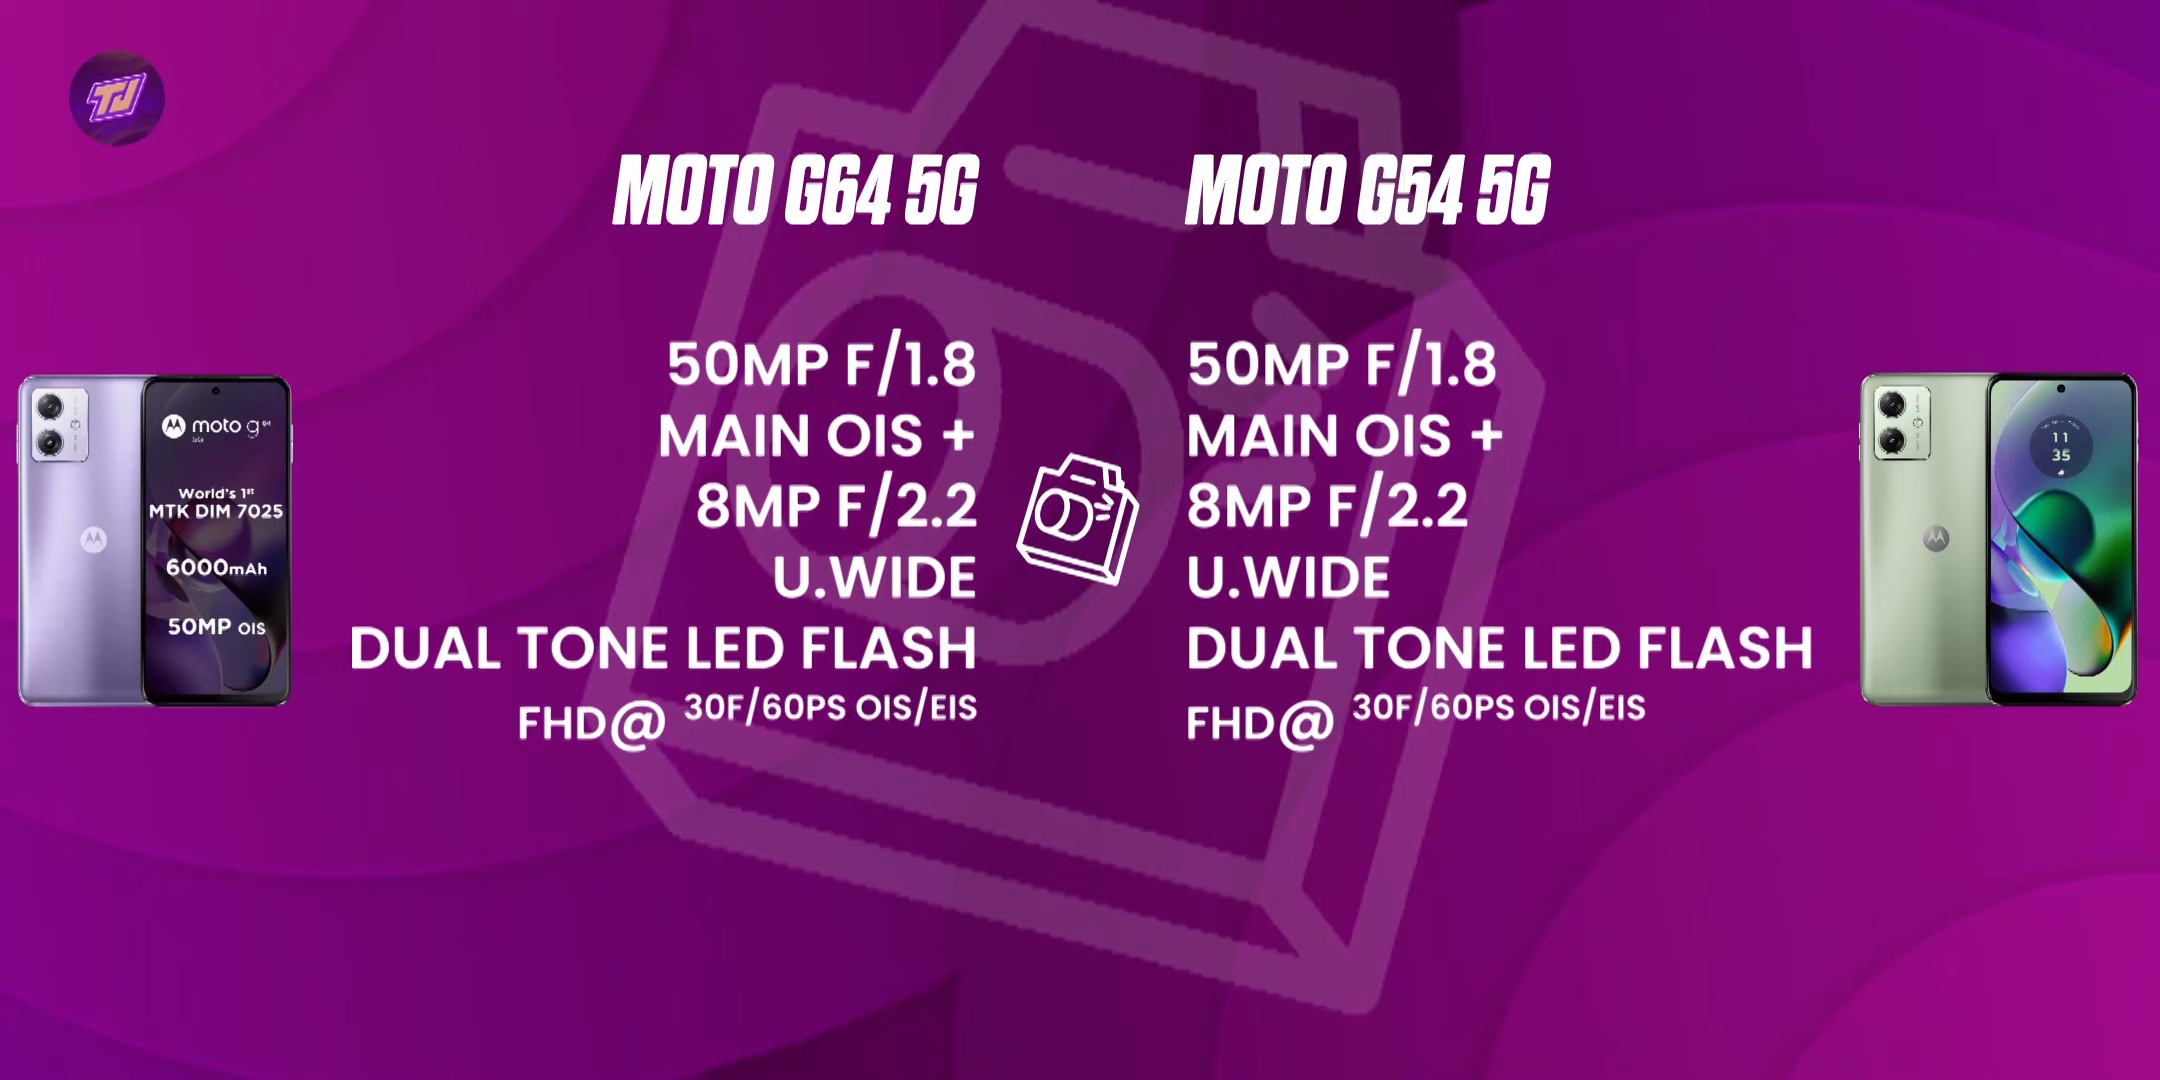 TJ
MOTO G64 5G
50MP F/1.8
MAIN OIS +
8MP F/2.2
U.WIDE
DUAL TONE LED FLASH
FHD@ 30F/60PS OIS/EIS
MOTO G54 5G
50MP F/1.8
MAIN OIS +
8MP F/2.2
U.WIDE
DUAL TONE LED FLASH
FHD@ 30F/60PS OIS/EIS
moto g64
5G
World's 1st
MTK DIM 7025
6000mAh
50MP OIS
11
35